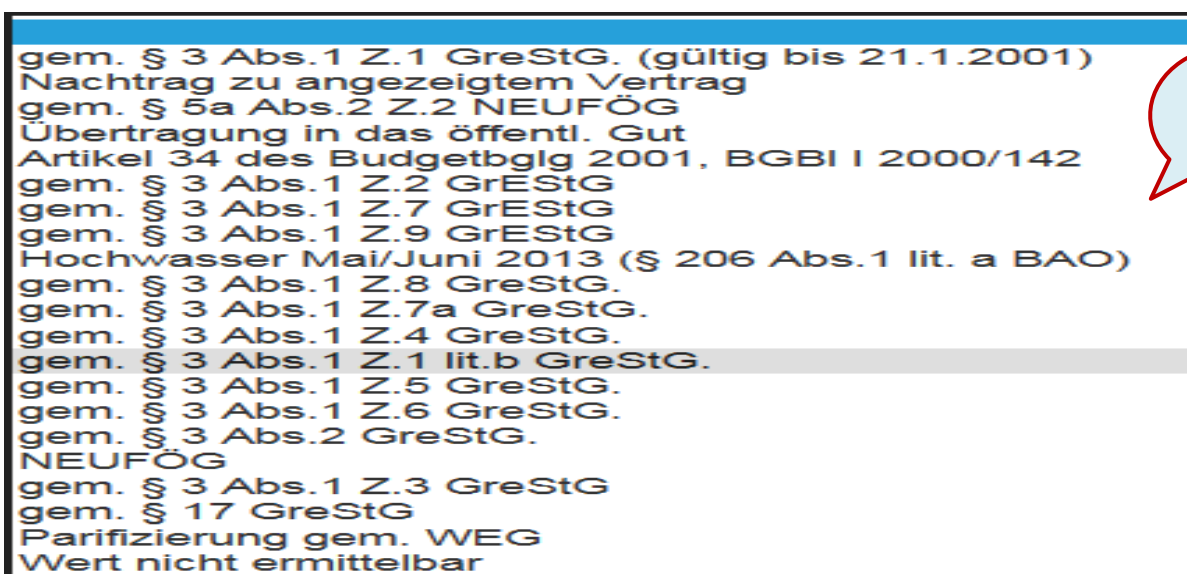 gem. § 3 Abs.1 Z.1 GreStG. (gültig bis 21.1.2001)
Nachtrag zu angezeigtem Vertrag
gem. § 5a Abs.2 Z.2 NEUFÖG
Übertragung in das öffentl. Gut
Artikel 34 des Budgetbglg 2001, BGBl I 2000/142
gem. § 3 Abs.1 Z.2 GrEStG
gem. § 3 Abs.1 Z.7 GrEStG
gem. § 3 Abs.1 Z.9 GrEStG
Hochwasser Mai/Juni 2013 (§ 206 Abs.1 lit. a BAO)
gem. § 3 Abs.1 Z.8 GreStG.
gem. § 3 Abs.1 Z.7a GreStG.
gem. § 3 Abs.1 Z.4 GreStG.
gem. § 3 Abs.1 Z.1 lit.b GreStG.
gem. § 3 Abs.1 Z.5 GreStG.
gem. § 3 Abs.1 Z.6 GreStG.
gem. § 3 Abs.2 GreStG.
NEUFÖG
gem. § 3 Abs.1 Z.3 GreStG
gem. § 17 GreStG
Parifizierung gem. WEG
Wert nicht ermittelbar